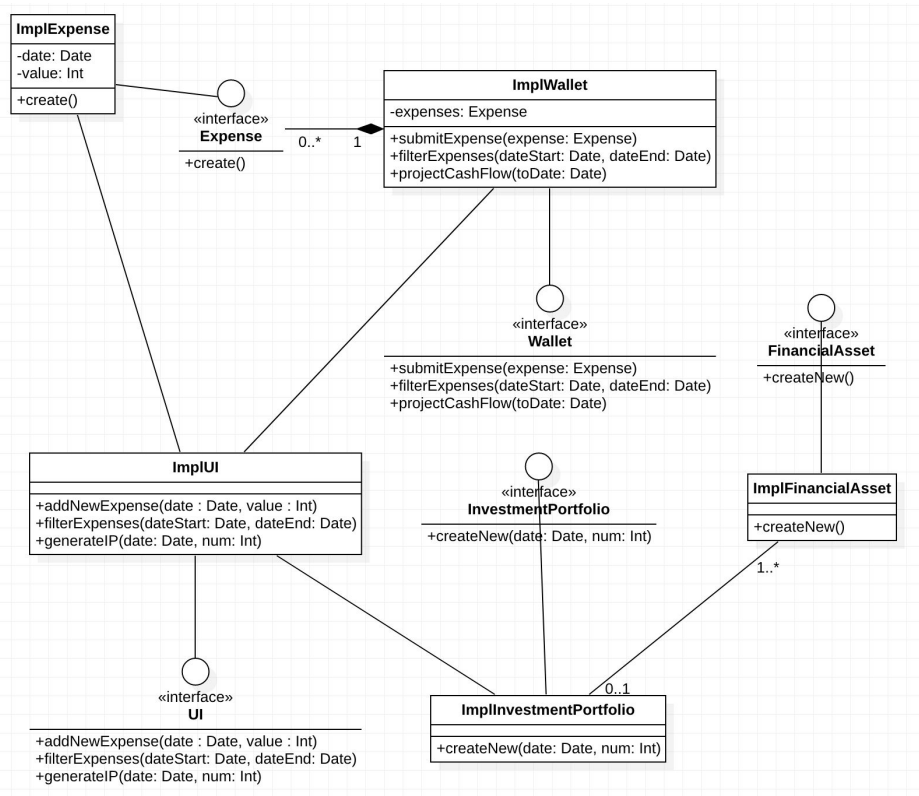 ImplExpense
-date: Date
-value: Int
+create()
«interface»
Expense
+create()
0..*
1
ImplWallet
-expenses: Expense
+submitExpense(expense: Expense)
+filterExpenses(dateStart: Date, dateEnd: Date)
+projectCashFlow(toDate: Date)
«interface»
Wallet
+submitExpense(expense: Expense)
+filterExpenses(dateStart: Date, dateEnd: Date)
+projectCashFlow(toDate: Date)
«interface»
FinancialAsset
+createNew()
ImplUI
+addNewExpense(date : Date, value : Int)
+filterExpenses(dateStart: Date, dateEnd: Date)
+generateIP(date: Date, num: Int)
«interface»
InvestmentPortfolio
+createNew(date: Date, num: Int)
ImplFinancialAsset
+createNew()
1..*
0..1
«interface»
UI
+addNewExpense(date : Date, value : Int)
+filterExpenses(dateStart: Date, dateEnd: Date)
+generateIP(date: Date, num: Int)
ImplInvestmentPortfolio
+createNew(date: Date, num: Int)